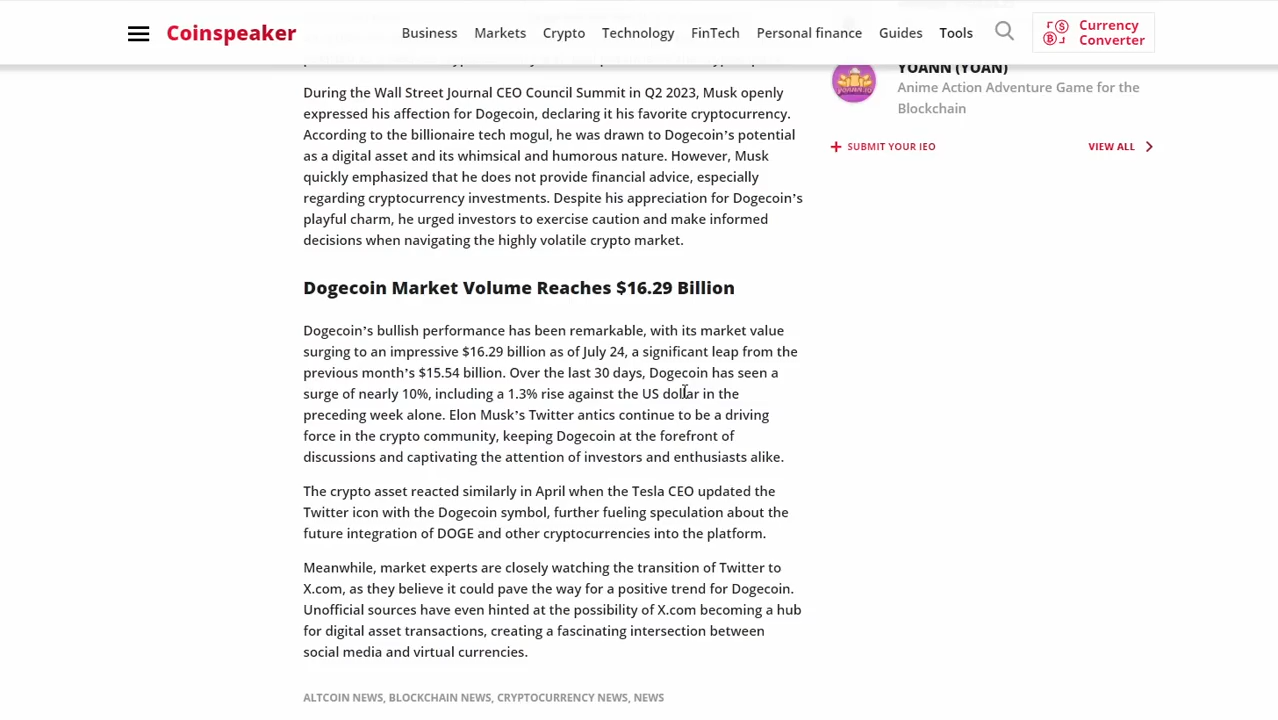 Coinspeaker
Business
Markets
Crypto
Technology
FinTech
Personal finance
Guides
Tools
Currency
Converter
YOANN (YOAN)
Anime Action Adventure Game for the
Blockchain
SUBMIT YOUR IEO
VIEW ALL
During the Wall Street Journal CEO Council Summit in Q2 2023, Musk openly
expressed his affection for Dogecoin, declaring it his favorite cryptocurrency.
According to the billionaire tech mogul, he was drawn to Dogecoin's potential
as a digital asset and its whimsical and humorous nature. However, Musk
quickly emphasized that he does not provide financial advice, especially
regarding cryptocurrency investments. Despite his appreciation for Dogecoin's
playful charm, he urged investors to exercise caution and make informed
decisions when navigating the highly volatile crypto market.
Dogecoin Market Volume Reaches $16.29 Billion
Dogecoin's bullish performance has been remarkable, with its market value
surging to an impressive $16.29 billion as of July 24, a significant leap from the
previous month's $15.54 billion. Over the last 30 days, Dogecoin has seen a
surge of nearly 10%, including a 1.3% rise against the US dollar in the
preceding week alone. Elon Musk's Twitter antics continue to be a driving
force in the crypto community, keeping Dogecoin at the forefront of
discussions and captivating the attention of investors and enthusiasts alike.
The crypto asset reacted similarly in April when the Tesla CEO updated the
Twitter icon with the Dogecoin symbol, further fueling speculation about the
future integration of DOGE and other cryptocurrencies into the platform.
Meanwhile, market experts are closely watching the transition of Twitter to
X.com, as they believe it could pave the way for a positive trend for Dogecoin.
Unofficial sources have even hinted at the possibility of X.com becoming a hub
for digital asset transactions, creating a fascinating intersection between
social media and virtual currencies.
ALTCOIN NEWS, BLOCKCHAIN NEWS, CRYPTOCURRENCY NEWS, NEWS